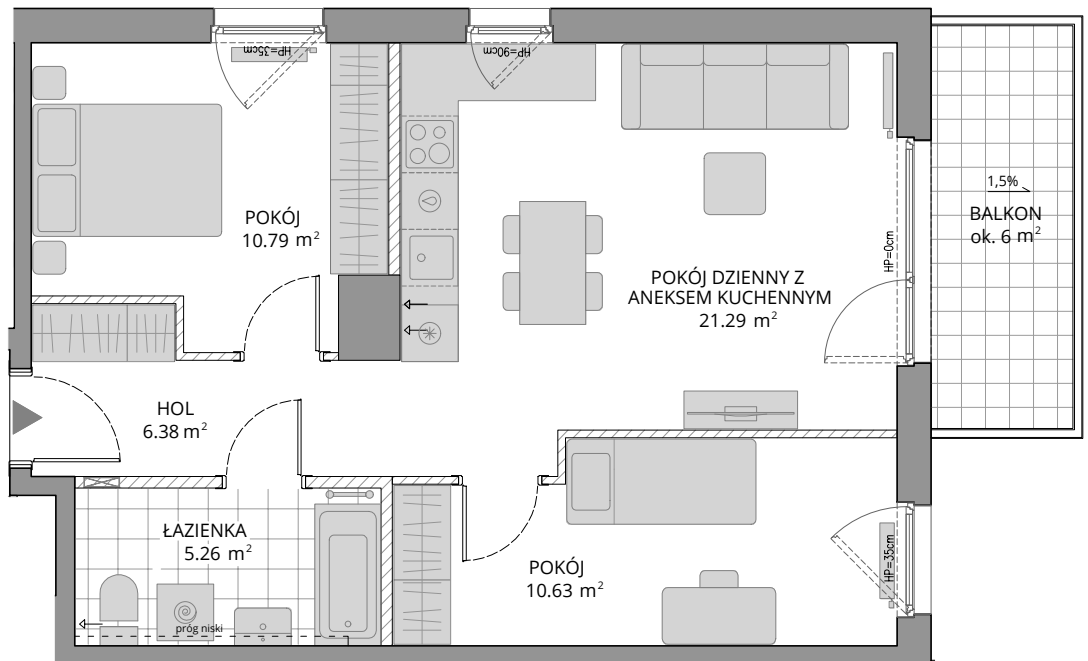 HP=35cm
HP=90cm
POKÓJ
10.79 m²
1,5%
BALKON
ok. 6 m²
HP=0cm
POKÓJ DZIENNY Z
ANEKSEM KUCHENNYM
21.29 m²
HOL
6.38 m²
ŁAZIENKA
5.26 m²
POKÓJ
10.63 m²
HP=35cm
próg niski